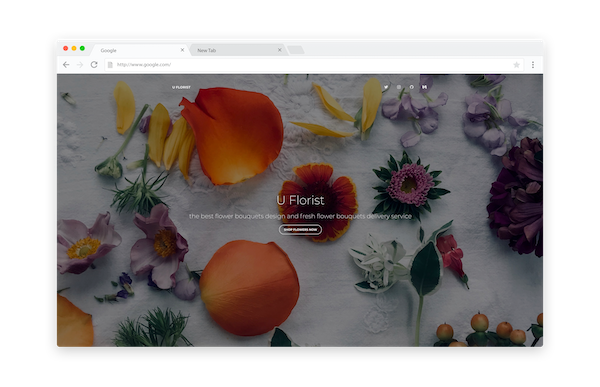 Google
New Tab
http://www.google.com/
U FLORIST
U Florist
the best flower bouquets design and fresh flower bouquets delivery service
SHOP FLOWERS NOW